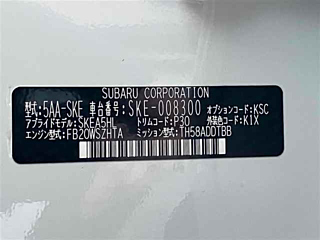 SUBARU CORPORATION
型式 5AA-SKE 車台番号 SKE-008300 オプションコード KSC
アプライドモデル SKEA5HL トリムコード P30 外装色コード K1X
エンジン型式 FB20WSZHTA ミッション型式 TH58ADDTBB